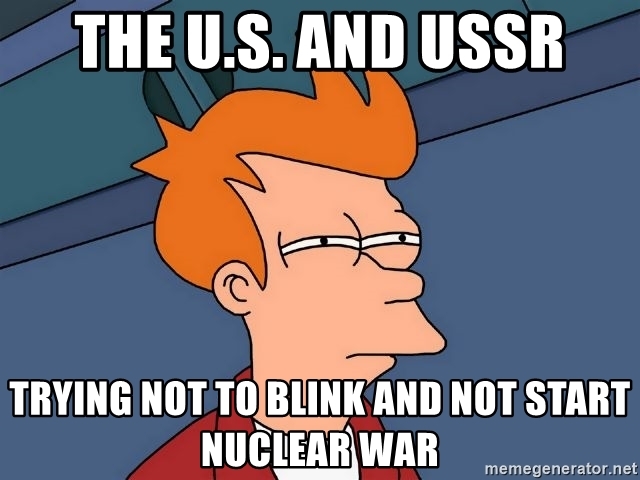 THE U.S. AND USSR
TRYING NOT TO BLINK AND NOT START
NUCLEAR WAR
memegenerator.net